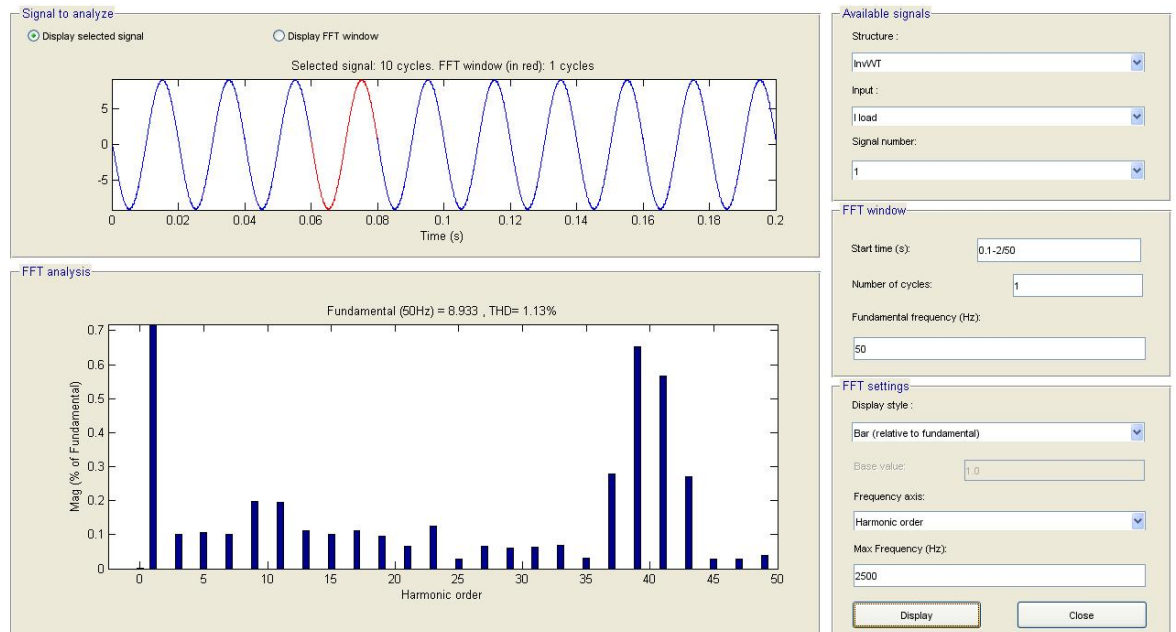 Signal to analyze
Display selected signal
Display FFT window
Selected signal: 10 cycles. FFT window (in red): 1 cycles
5
0
-5
0 0.02 0.04 0.06 0.08 0.1 0.12 0.14 0.16 0.18 0.2
Time (s)
FFT analysis
Fundamental (50Hz) = 8.933 , THD= 1.13%
Mag (% of Fundamental)
0.7
0.6
0.5
0.4
0.3
0.2
0.1
0
0 5 10 15 20 25 30 35 40 45 50
Harmonic order
Available signals
Structure :
InvVVT
Input :
I load
Signal number:
1
FFT window
Start time (s):
0.1-2/50
Number of cycles:
1
Fundamental frequency (Hz):
50
FFT settings
Display style :
Bar (relative to fundamental)
Base value:
1.0
Frequency axis:
Harmonic order
Max Frequency (Hz):
2500
Display
Close